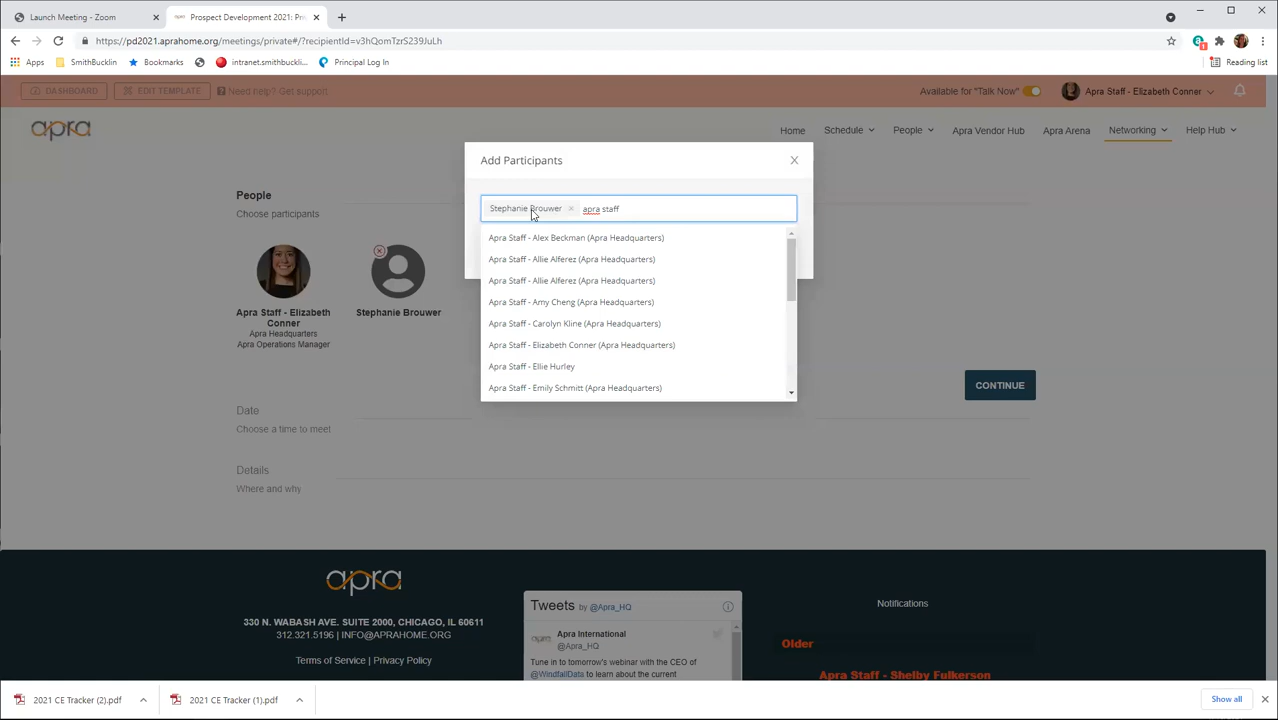 Launch Meeting - Zoom
Prospect Development 2021: Pri
https://pd2021.aprahome.org/meetings/private#/?recipientId=v3hQomTzrS239JuLh
Apps
SmithBucklin
Bookmarks
intranet.smithbuckli...
Principal Log In
Reading list
DASHBOARD
EDIT TEMPLATE
Need help? Get support
Available for "Talk Now"
Apra Staff - Elizabeth Conner
apra
Home
Schedule
People
Apra Vendor Hub
Apra Arena
Networking
Help Hub
Add Participants
People
Choose participants
Stephanie Brouwer
apra staff
Apra Staff - Alex Beckman (Apra Headquarters)
Apra Staff - Allie Alferez (Apra Headquarters)
Apra Staff - Allie Alferez (Apra Headquarters)
Apra Staff - Amy Cheng (Apra Headquarters)
Apra Staff - Carolyn Kline (Apra Headquarters)
Apra Staff - Elizabeth Conner (Apra Headquarters)
Apra Staff - Ellie Hurley
Apra Staff - Emily Schmitt (Apra Headquarters)
Apra Staff - Elizabeth
Conner
Apra Headquarters
Apra Operations Manager
Stephanie Brouwer
CONTINUE
Date
Choose a time to meet
Details
Where and why
apra
330 N. WABASH AVE. SUITE 2000, CHICAGO, IL 60611
312.321.5196 | INFO@APRAHOME.ORG
Terms of Service | Privacy Policy
Tweets by @Apra_HQ
apra
Apra International
@Apra_HQ
Tune in to tomorrow's webinar with the CEO of
@WindfallData to learn about the current
Notifications
Older
Apra Staff - Shelby Fulkerson
2021 CE Tracker (2).pdf
2021 CE Tracker (1).pdf
Show all